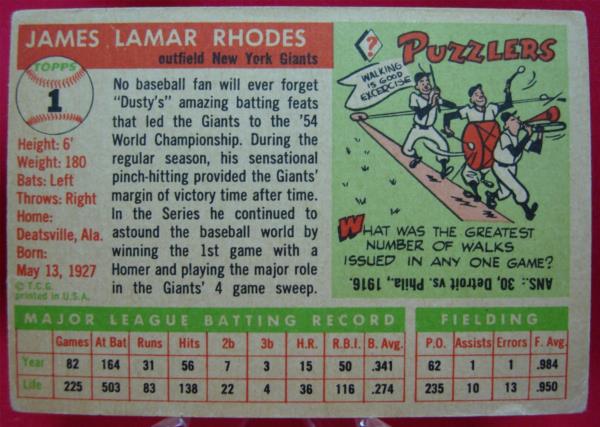 JAMES LAMAR RHODES
outfield New York Giants
TOPPS
1
Height: 6'
Weight: 180
Bats: Left
Throws: Right
Home:
Deatsville, Ala.
Born:
May 13, 1927
© T.C.G.
printed in U.S.A.
No baseball fan will ever forget
"Dusty's" amazing batting feats
that led the Giants to the '54
World Championship. During the
regular season, his sensational
pinch-hitting provided the Giants'
margin of victory time after time.
In the Series he continued to
astound the baseball world by
winning the 1st game with a
Homer and playing the major role
in the Giants' 4 game sweep.
?
PUZZLERS
WALKING
IS GOOD
EXCERCISE
WHAT WAS THE GREATEST
NUMBER OF WALKS
ISSUED IN ANY ONE GAME?
ANS.: 30, Detroit vs. Phila., 1916.
MAJOR LEAGUE BATTING RECORD
Games At Bat Runs Hits 2b 3b H.R. R.B.I. B. Avg.
Year 82 164 31 56 7 3 15 50 .341
Life 225 503 83 138 22 4 36 116 .274
FIELDING
P.O. Assists Errors F. Avg.
62 1 1 .984
235 10 13 .950